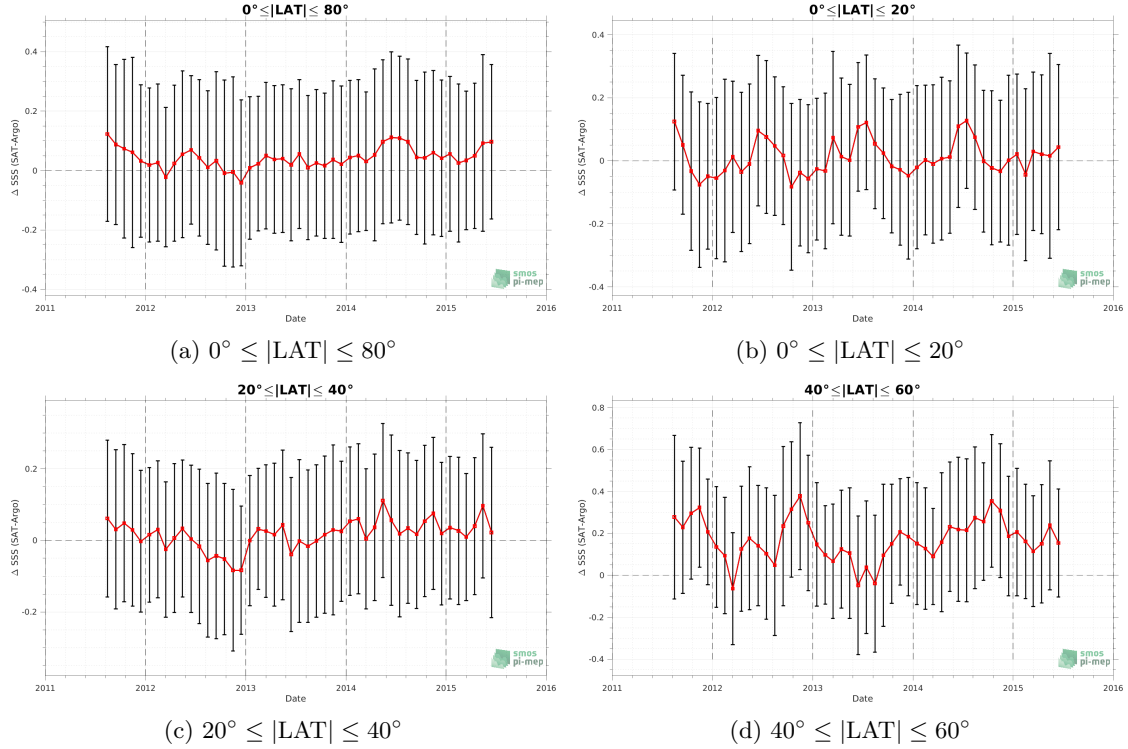 0°≤|LAT|≤ 80°
Δ SSS (SAT-Argo)
0.4
0.2
0
-0.2
-0.4
2011 2012 2013 2014 2015 2016
Date
smos
pi-mep
(a) 0° ≤ |LAT| ≤ 80°
0°≤|LAT|≤ 20°
Δ SSS (SAT-Argo)
0.4
0.2
0
-0.2
-0.4
2011 2012 2013 2014 2015 2016
Date
smos
pi-mep
(b) 0° ≤ |LAT| ≤ 20°
20°≤|LAT|≤ 40°
Δ SSS (SAT-Argo)
0.2
0
-0.2
2011 2012 2013 2014 2015 2016
Date
smos
pi-mep
(c) 20° ≤ |LAT| ≤ 40°
40°≤|LAT|≤ 60°
Δ SSS (SAT-Argo)
0.8
0.6
0.4
0.2
0
-0.2
-0.4
2011 2012 2013 2014 2015 2016
Date
smos
pi-mep
(d) 40° ≤ |LAT| ≤ 60°